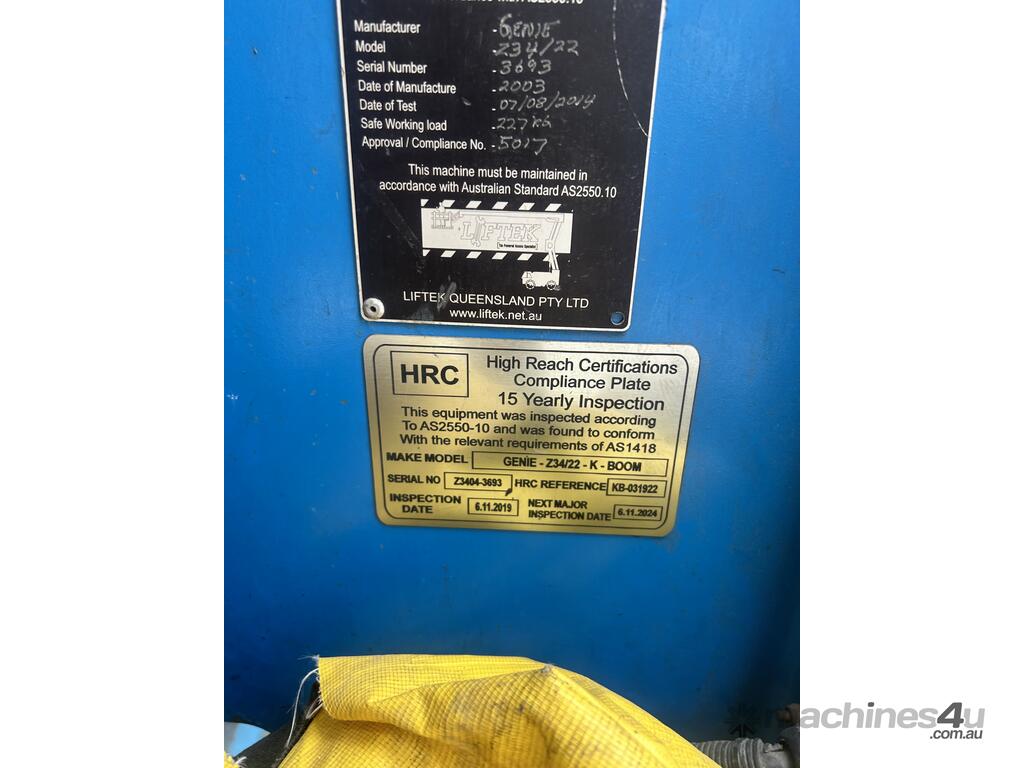 Manufacturer - GENIE
Model - Z34/22
Serial Number - 3693
Date of Manufacture - 2003
Date of Test - 07/08/2014
Safe Working load - 227kg
Approval / Compliance No. - 5017
This machine must be maintained in
accordance with Australian Standard AS2550.10
LIFTEK
LIFTEK QUEENSLAND PTY LTD
www.liftek.net.au
HRC
High Reach Certifications
Compliance Plate
15 Yearly Inspection
This equipment was inspected according
To AS2550-10 and was found to conform
With the relevant requirements of AS1418
MAKE MODEL GENIE - Z34/22 - K - BOOM
SERIAL NO Z3404-3693 HRC REFERENCE KB-031922
INSPECTION DATE 6.11.2019 NEXT MAJOR INSPECTION DATE 6.11.2024
machines4u
.com.au